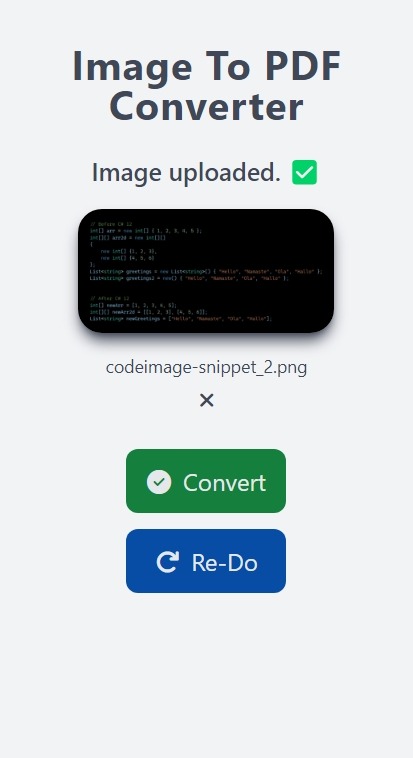 Image To PDF
Converter
Image uploaded. ✅
// Before C# 12
int[] arr = new int[] { 1, 2, 3, 4, 5 };
int[][] arr2d = new int[][]
{
new int[] {1, 2, 3},
new int[] {4, 5, 6}
};
List<string> greetings = new List<string>() { "Hello", "Namaste", "Ola", "Hallo" };
List<string> greetings2 = new() { "Hello", "Namaste", "Ola", "Hallo" };
// After C# 12
int[] newArr = [1, 2, 3, 4, 5];
int[][] newArr2d = [[1, 2, 3], [4, 5, 6]];
List<string> newGreetings = ["Hello", "Namaste", "Ola", "Hallo"];
codeimage-snippet_2.png
×
Convert
Re-Do